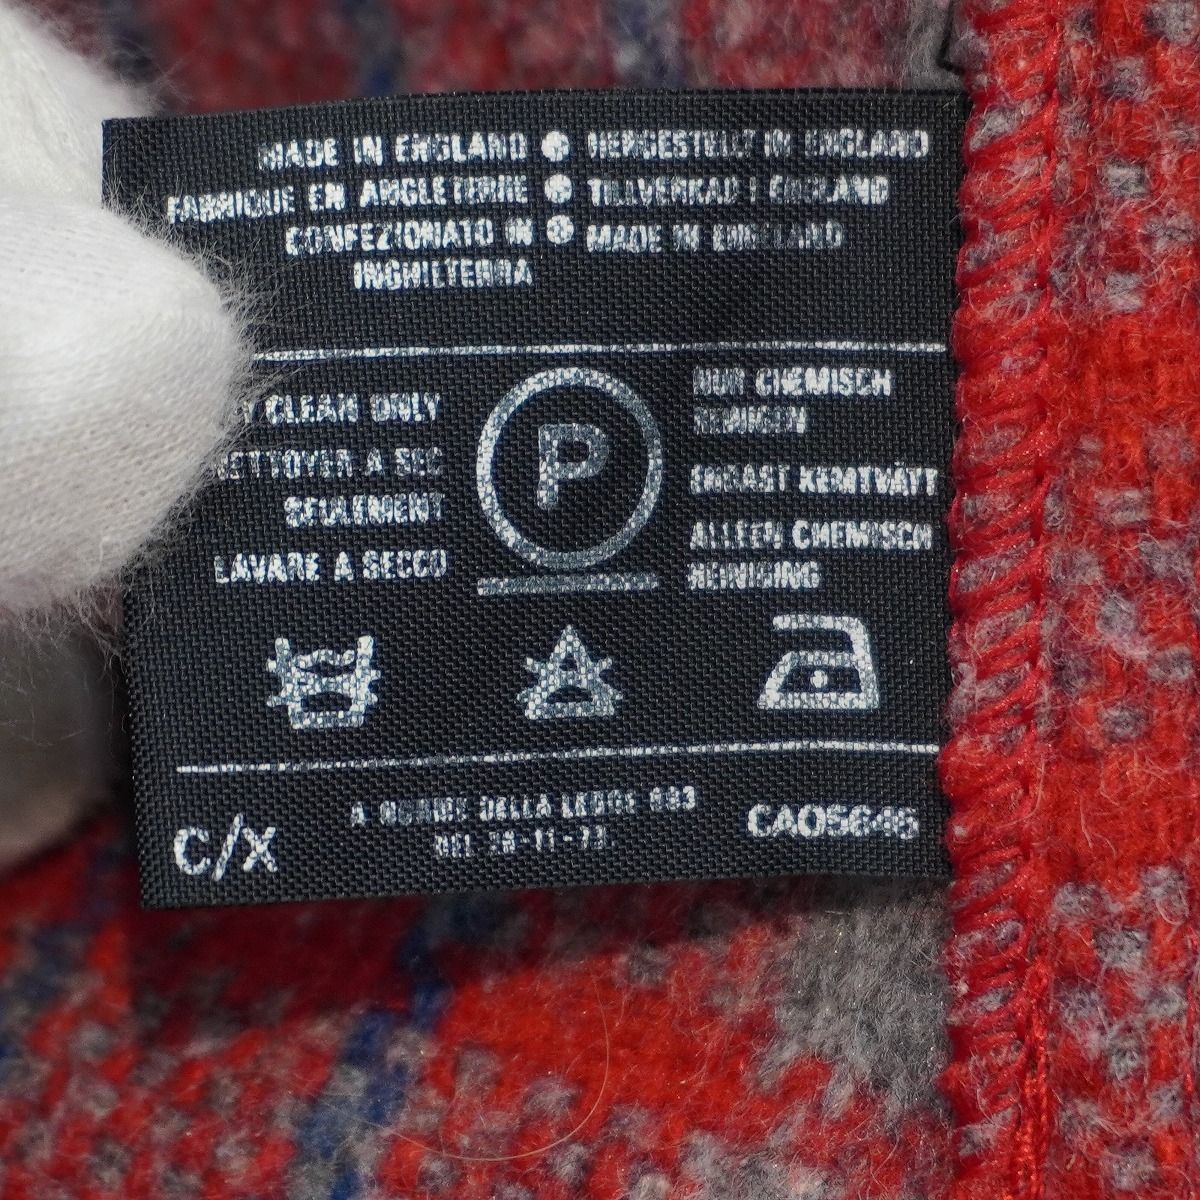 MADE IN ENGLAND ● HERGESTELLT IN ENGLAND
FABRIQUE EN ANGLETERRE ● TILLVERKAD I ENGLAND
CONFEZIONATO IN ● MADE IN ENGLAND
INGHILTERRA
Y CLEAN ONLY
NETTOYER A SEC
SEULEMENT
LAVARE A SECCO
P
NUR CHEMISCH
REINIGEN
ENDAST KEMTVÄTT
ALLEEN CHEMISCH
REINIGING
C/X
A NORME DELLA LEGGE 883
DEL 26-11-73
CA05645